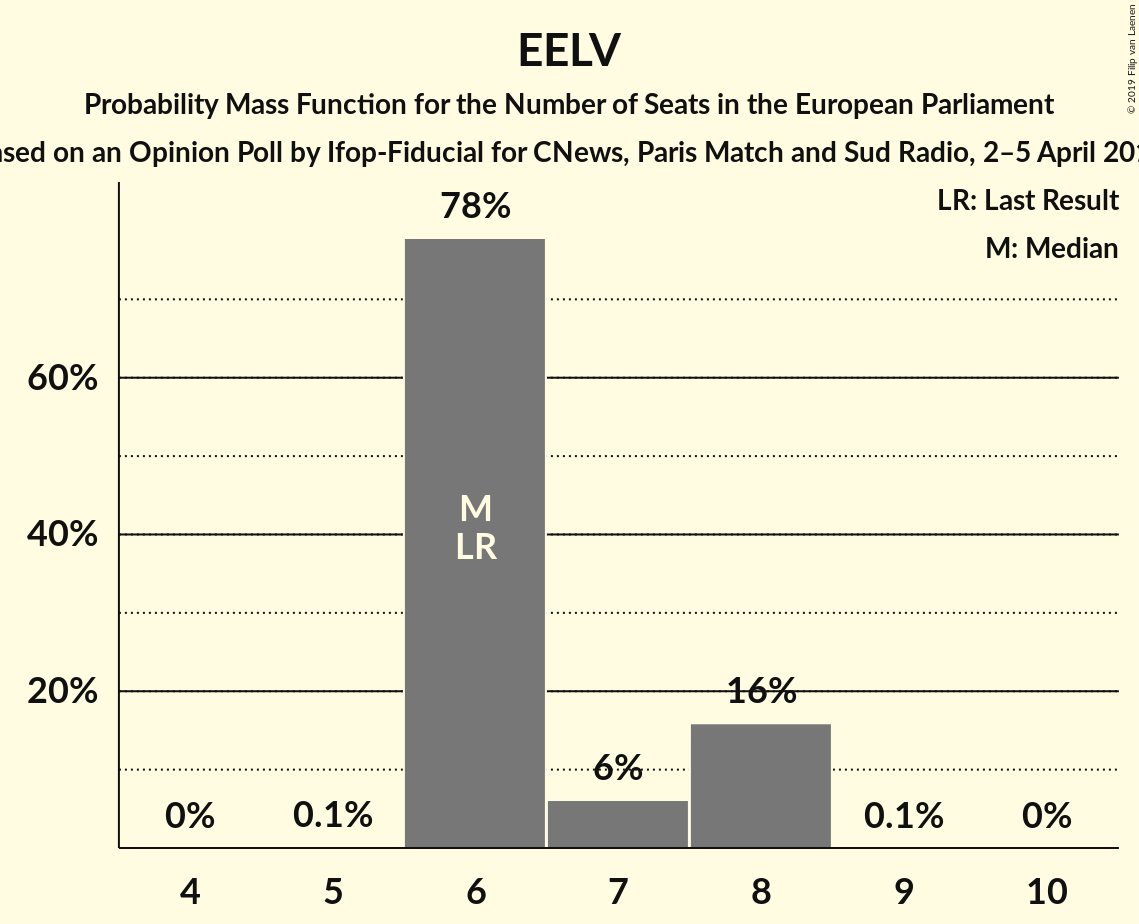 EELV
Probability Mass Function for the Number of Seats in the European Parliament
on an Opinion Poll by Ifop-Fiducial for CNews, Paris Match and Sud Radio, 2–5 April
© 2019 Filip van Laenen
LR: Last Result
M: Median
78%
60%
M
40%
LR
20%
16%
6%
0%
0.1%
0.1%
0%
4
5
6
7
8
9
10